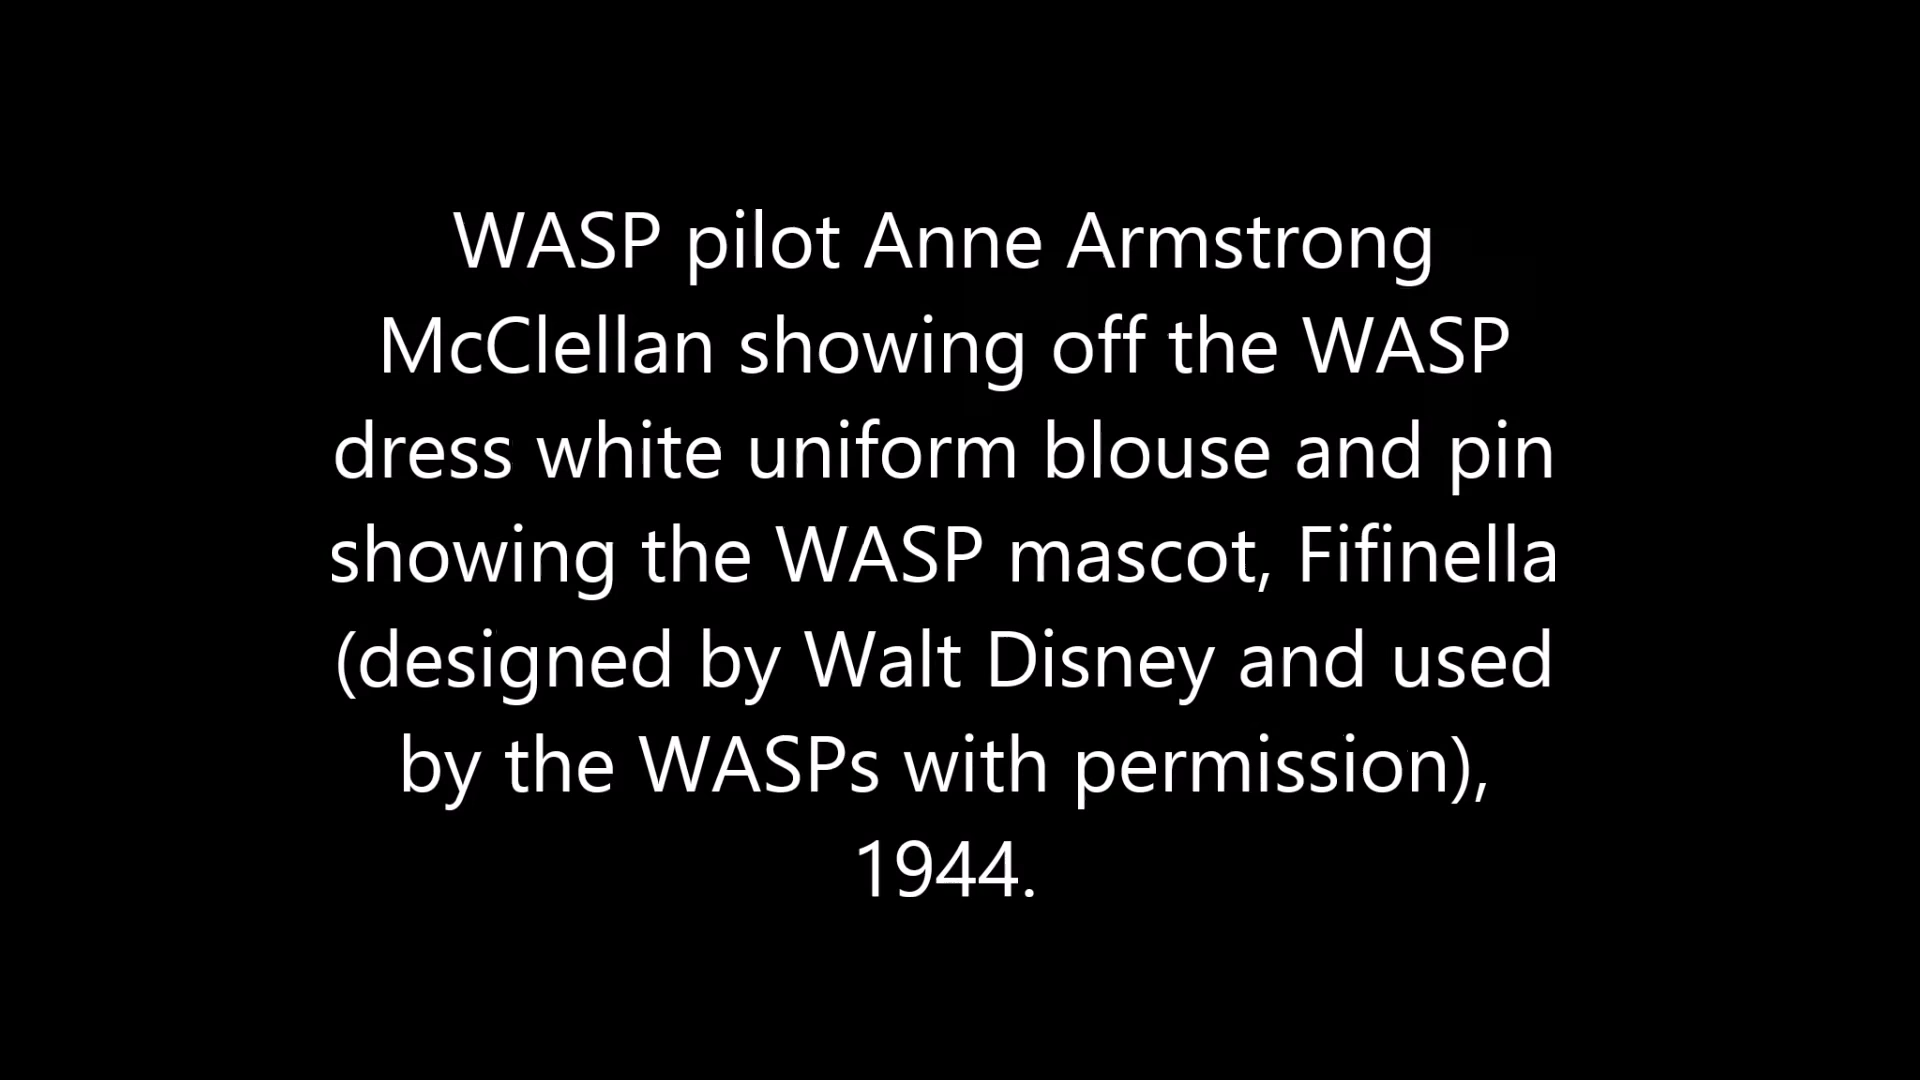 WASP pilot Anne Armstrong
McClellan showing off the WASP
dress white uniform blouse and pin
showing the WASP mascot, Fifinella
(designed by Walt Disney and used
by the WASPs with permission),
1944.